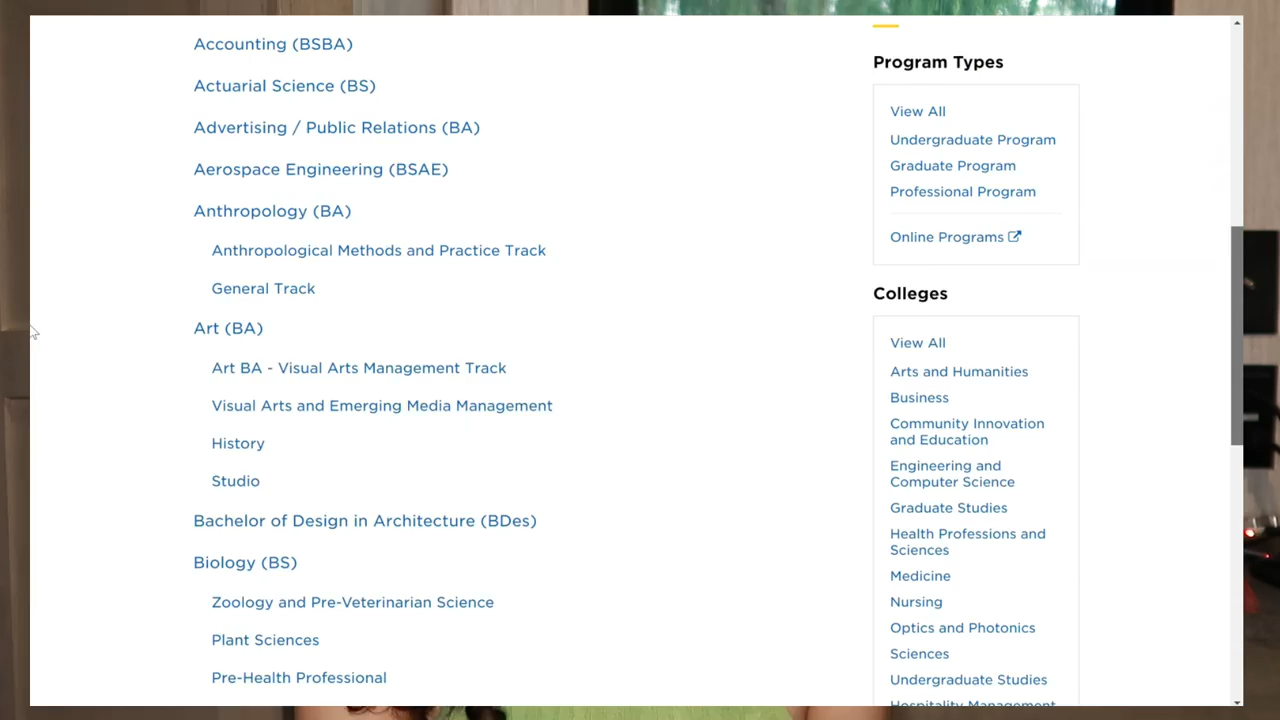 Accounting (BSBA)
Actuarial Science (BS)
Advertising / Public Relations (BA)
Aerospace Engineering (BSAE)
Anthropology (BA)
Anthropological Methods and Practice Track
General Track
Art (BA)
Art BA - Visual Arts Management Track
Visual Arts and Emerging Media Management
History
Studio
Bachelor of Design in Architecture (BDes)
Biology (BS)
Zoology and Pre-Veterinarian Science
Plant Sciences
Pre-Health Professional
Program Types
View All
Undergraduate Program
Graduate Program
Professional Program
Online Programs
Colleges
View All
Arts and Humanities
Business
Community Innovation
and Education
Engineering and
Computer Science
Graduate Studies
Health Professions and
Sciences
Medicine
Nursing
Optics and Photonics
Sciences
Undergraduate Studies
Hospitality Management